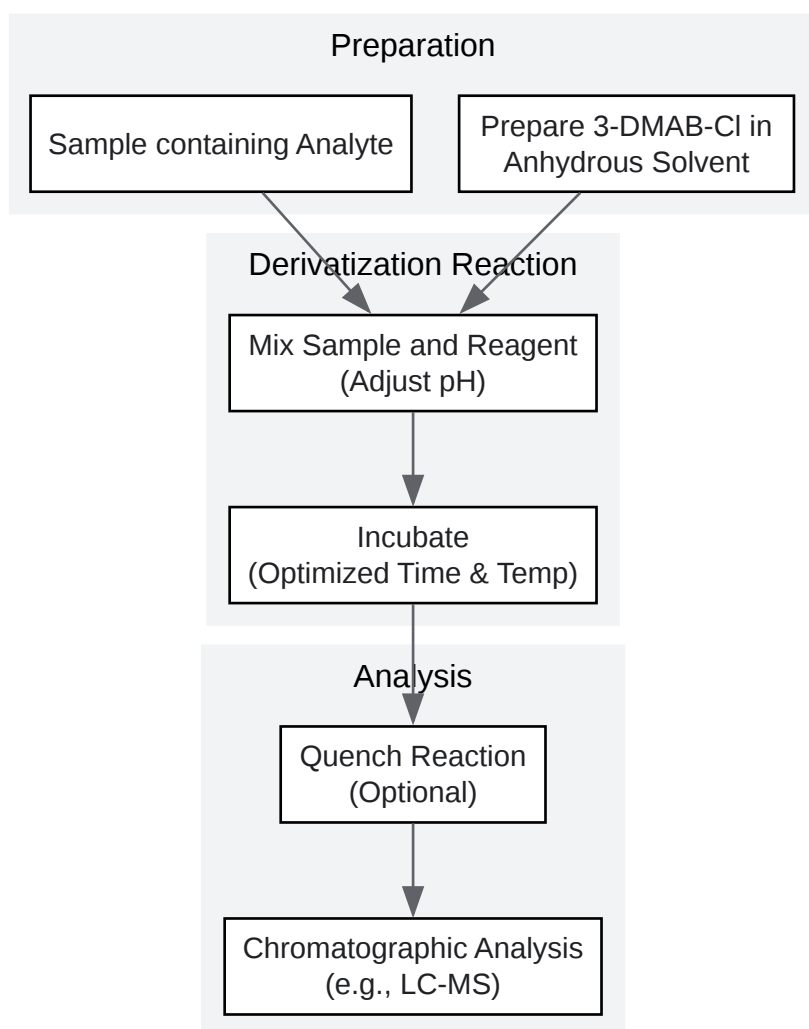 Preparation
Sample containing Analyte
Prepare 3-DMAB-Cl in
Anhydrous Solvent
Derivatization Reaction
Mix Sample and Reagent
(Adjust pH)
Incubate
(Optimized Time & Temp)
Analysis
Quench Reaction
(Optional)
Chromatographic Analysis
(e.g., LC-MS)